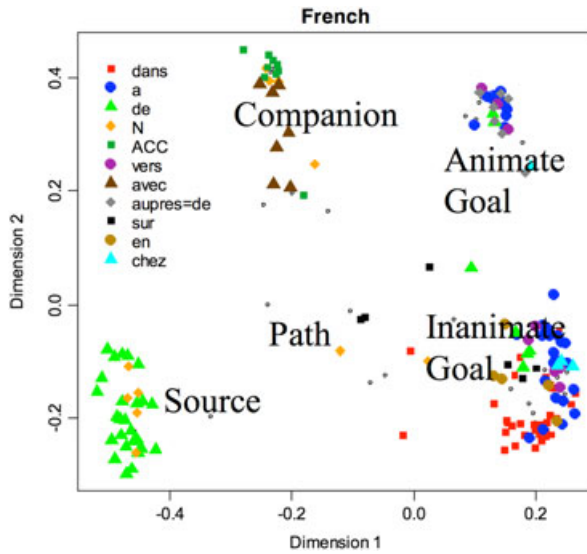 French
dans
a
de
N
ACC
vers
avec
aupres=de
sur
en
chez
Companion
Animate
Goal
Path
Inanimate
Goal
Source
Dimension 2
0.4
0.2
0.0
-0.2
-0.4
-0.2
0.0
0.2
Dimension 1